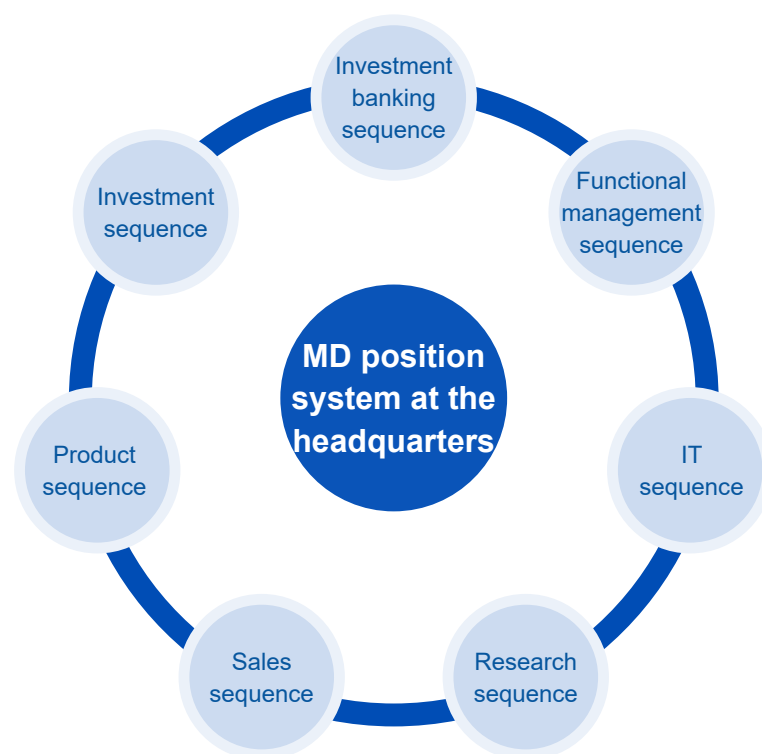 Investment
banking
sequence
Functional
management
sequence
Investment
sequence
MD position
system at the
headquarters
Product
sequence
IT
sequence
Sales
sequence
Research
sequence